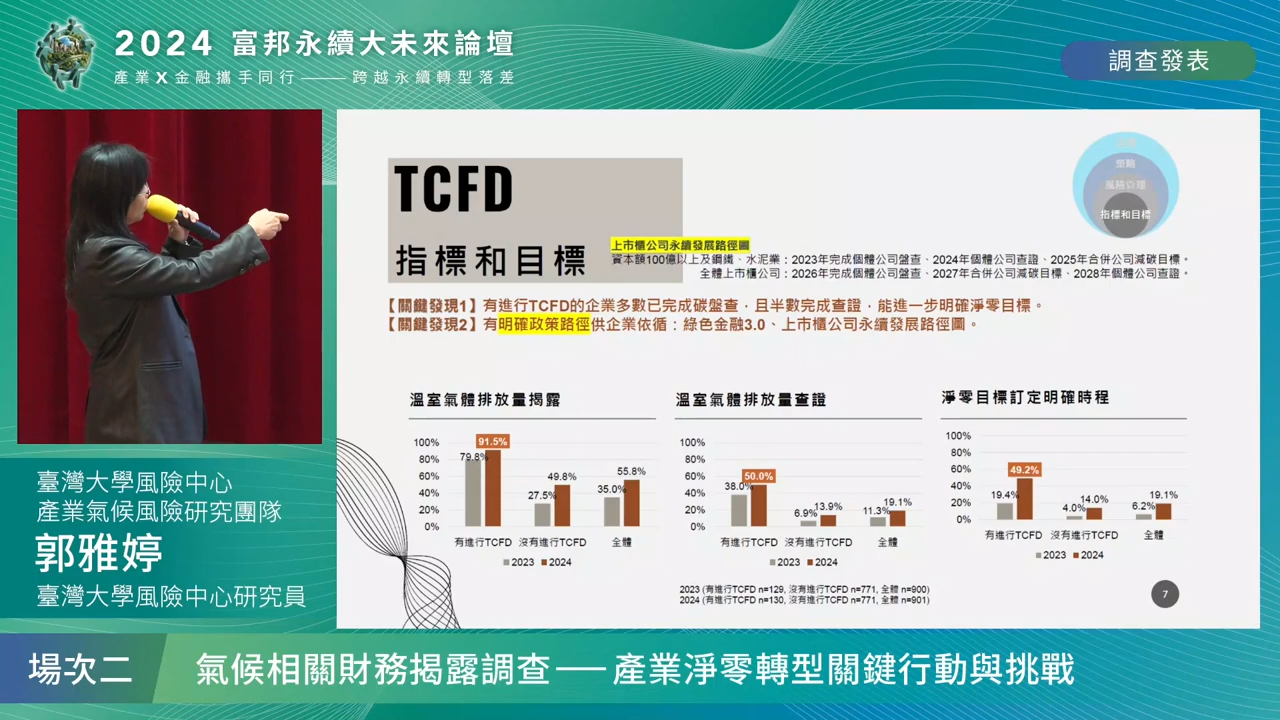 2024 富邦永續大未來論壇
產業X金融攜手同行——跨越永續轉型落差
調查發表
TCFD
指標和目標
策略
風險管理
指標和目標
上市櫃公司永續發展路徑圖
資本額100億以上及鋼鐵、水泥業：2023年完成個體公司盤查、2024年個體公司查證、2025年合併公司減碳目標。
全體上市櫃公司：2026年完成個體公司盤查、2027年合併公司減碳目標、2028年個體公司查證。
【關鍵發現1】有進行TCFD的企業多數已完成碳盤查，且半數完成查證，能進一步明確淨零目標。
【關鍵發現2】有明確政策路徑供企業依循：綠色金融3.0、上市櫃公司永續發展路徑圖。
溫室氣體排放量揭露
100%
80%
60%
40%
20%
0%
79.8%
91.5%
27.5%
49.8%
35.0%
55.8%
有進行TCFD 沒有進行TCFD 全體
2023 2024
溫室氣體排放量查證
100%
80%
60%
40%
20%
0%
38.0%
50.0%
6.9%
13.9%
11.3%
19.1%
有進行TCFD 沒有進行TCFD 全體
2023 2024
淨零目標訂定明確時程
100%
80%
60%
40%
20%
0%
19.4%
49.2%
4.0%
14.0%
6.2%
19.1%
有進行TCFD 沒有進行TCFD 全體
2023 2024
2023 (有進行TCFD n=129, 沒有進行TCFD n=771, 全體 n=900)
2024 (有進行TCFD n=130, 沒有進行TCFD n=771, 全體 n=901)
7
臺灣大學風險中心
產業氣候風險研究團隊
郭雅婷
臺灣大學風險中心研究員
場次二
氣候相關財務揭露調查——產業淨零轉型關鍵行動與挑戰